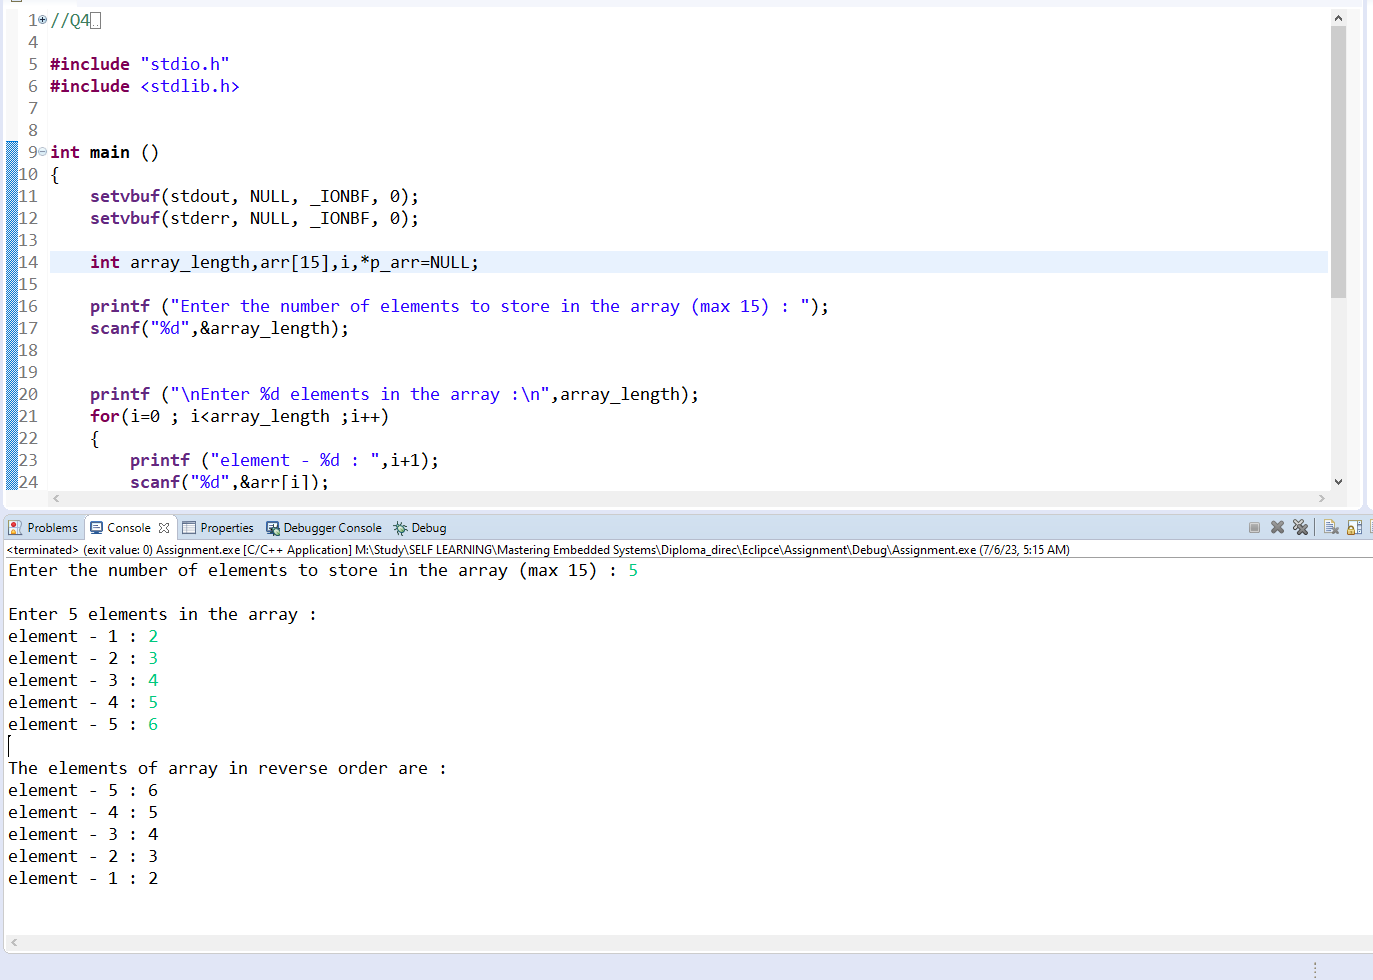 1 //Q4
4
5 #include "stdio.h"
6 #include <stdlib.h>
7
8
9 int main ()
10 {
11 setvbuf(stdout, NULL, _IONBF, 0);
12 setvbuf(stderr, NULL, _IONBF, 0);
13
14 int array_length,arr[15],i,*p_arr=NULL;
15
16 printf ("Enter the number of elements to store in the array (max 15) : ");
17 scanf("%d",&array_length);
18
19
20 printf ("\nEnter %d elements in the array :\n",array_length);
21 for(i=0 ; i<array_length ;i++)
22 {
23 printf ("element - %d : ",i+1);
24 scanf("%d",&arr[i]);
Problems Console Properties Debugger Console Debug
<terminated> (exit value: 0) Assignment.exe [C/C++ Application] M:\Study\SELF LEARNING\Mastering Embedded Systems\Diploma_direc\Eclipce\Assignment\Debug\Assignment.exe (7/6/23, 5:15 AM)
Enter the number of elements to store in the array (max 15) : 5
Enter 5 elements in the array :
element - 1 : 2
element - 2 : 3
element - 3 : 4
element - 4 : 5
element - 5 : 6
The elements of array in reverse order are :
element - 5 : 6
element - 4 : 5
element - 3 : 4
element - 2 : 3
element - 1 : 2